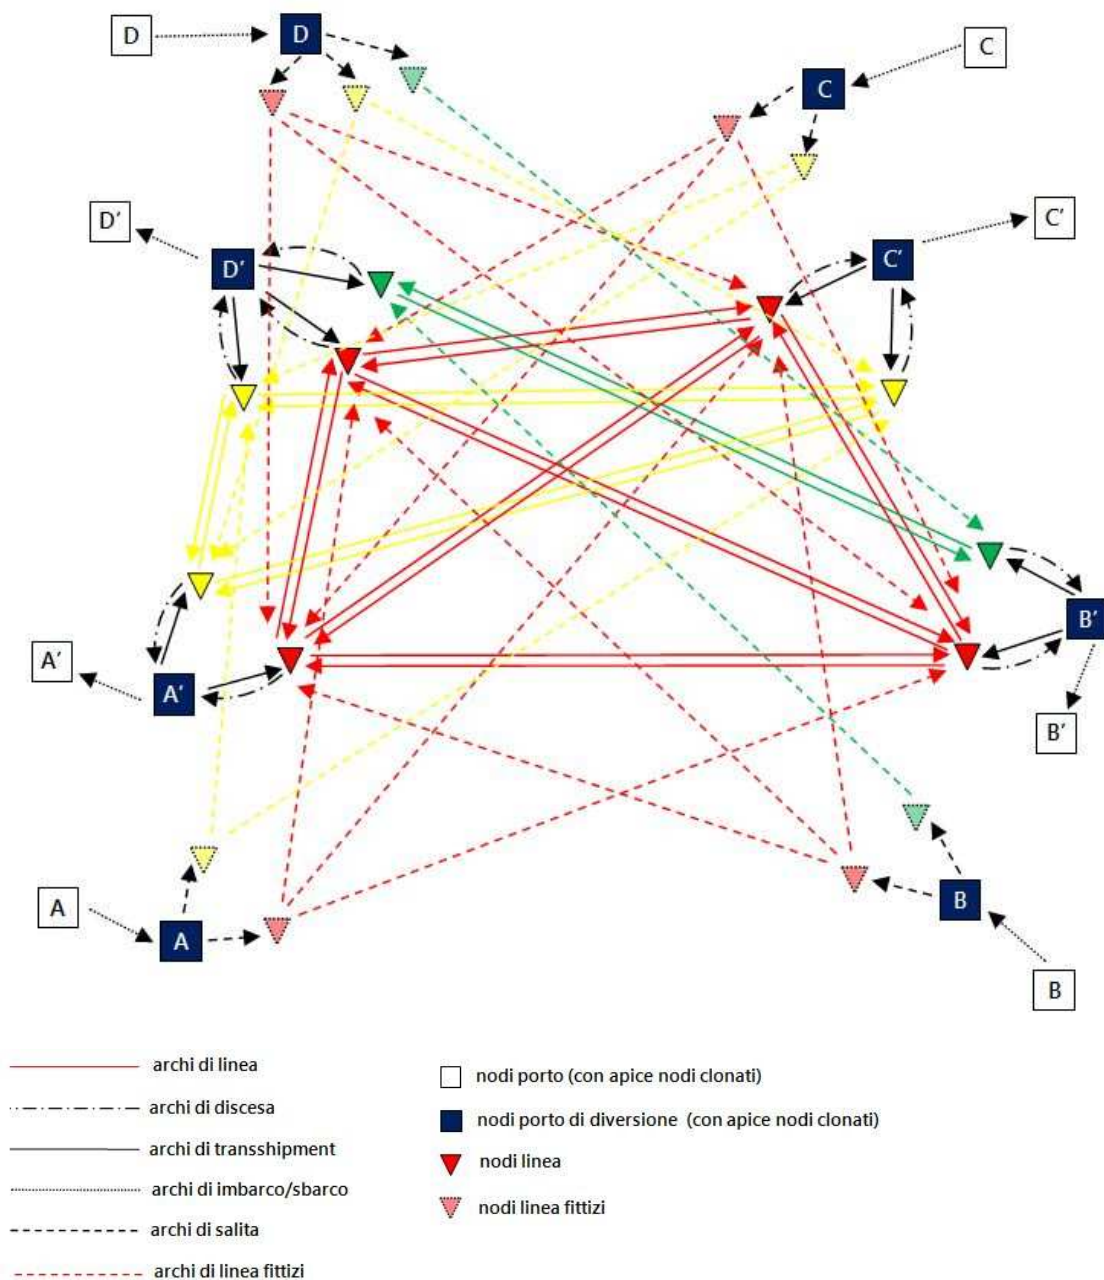 D
D
C
C
D'
D'
C'
C'
B'
B'
A'
A'
A
A
B
B
archi di linea
archi di discesa
archi di transshipment
archi di imbarco/sbarco
archi di salita
archi di linea fittizi
nodi porto (con apice nodi clonati)
nodi porto di diversione (con apice nodi clonati)
nodi linea
nodi linea fittizi